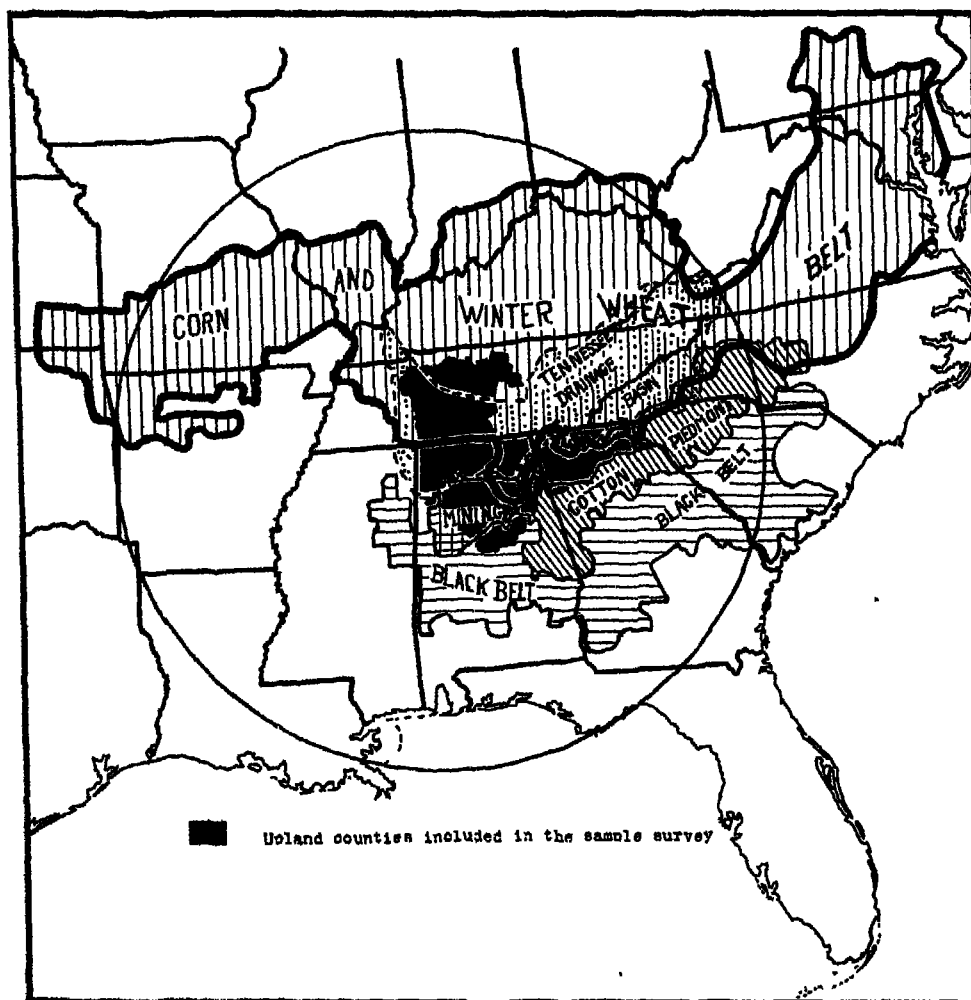 BELT
AND
CORN
WINTER
WHEAT
TENNESSEE
DRAINAGE
BASIN
PIEDMONT
COTTON
BLACK BELT
MINING
BLACK BELT
Upland counties included in the sample survey